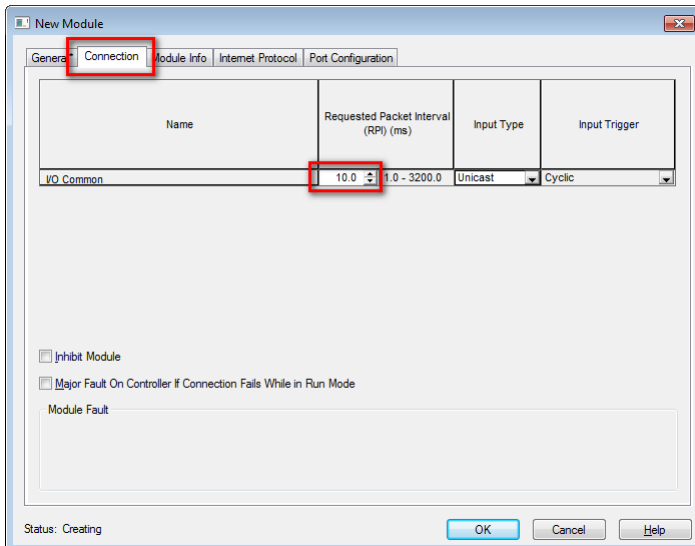 New Module
General* Connection Module Info Internet Protocol Port Configuration
Name
Requested Packet Interval
(RPI) (ms)
Input Type
Input Trigger
I/O Common 10.0 1.0 - 3200.0 Unicast Cyclic
Inhibit Module
Major Fault On Controller If Connection Fails While in Run Mode
Module Fault
Status: Creating OK Cancel Help